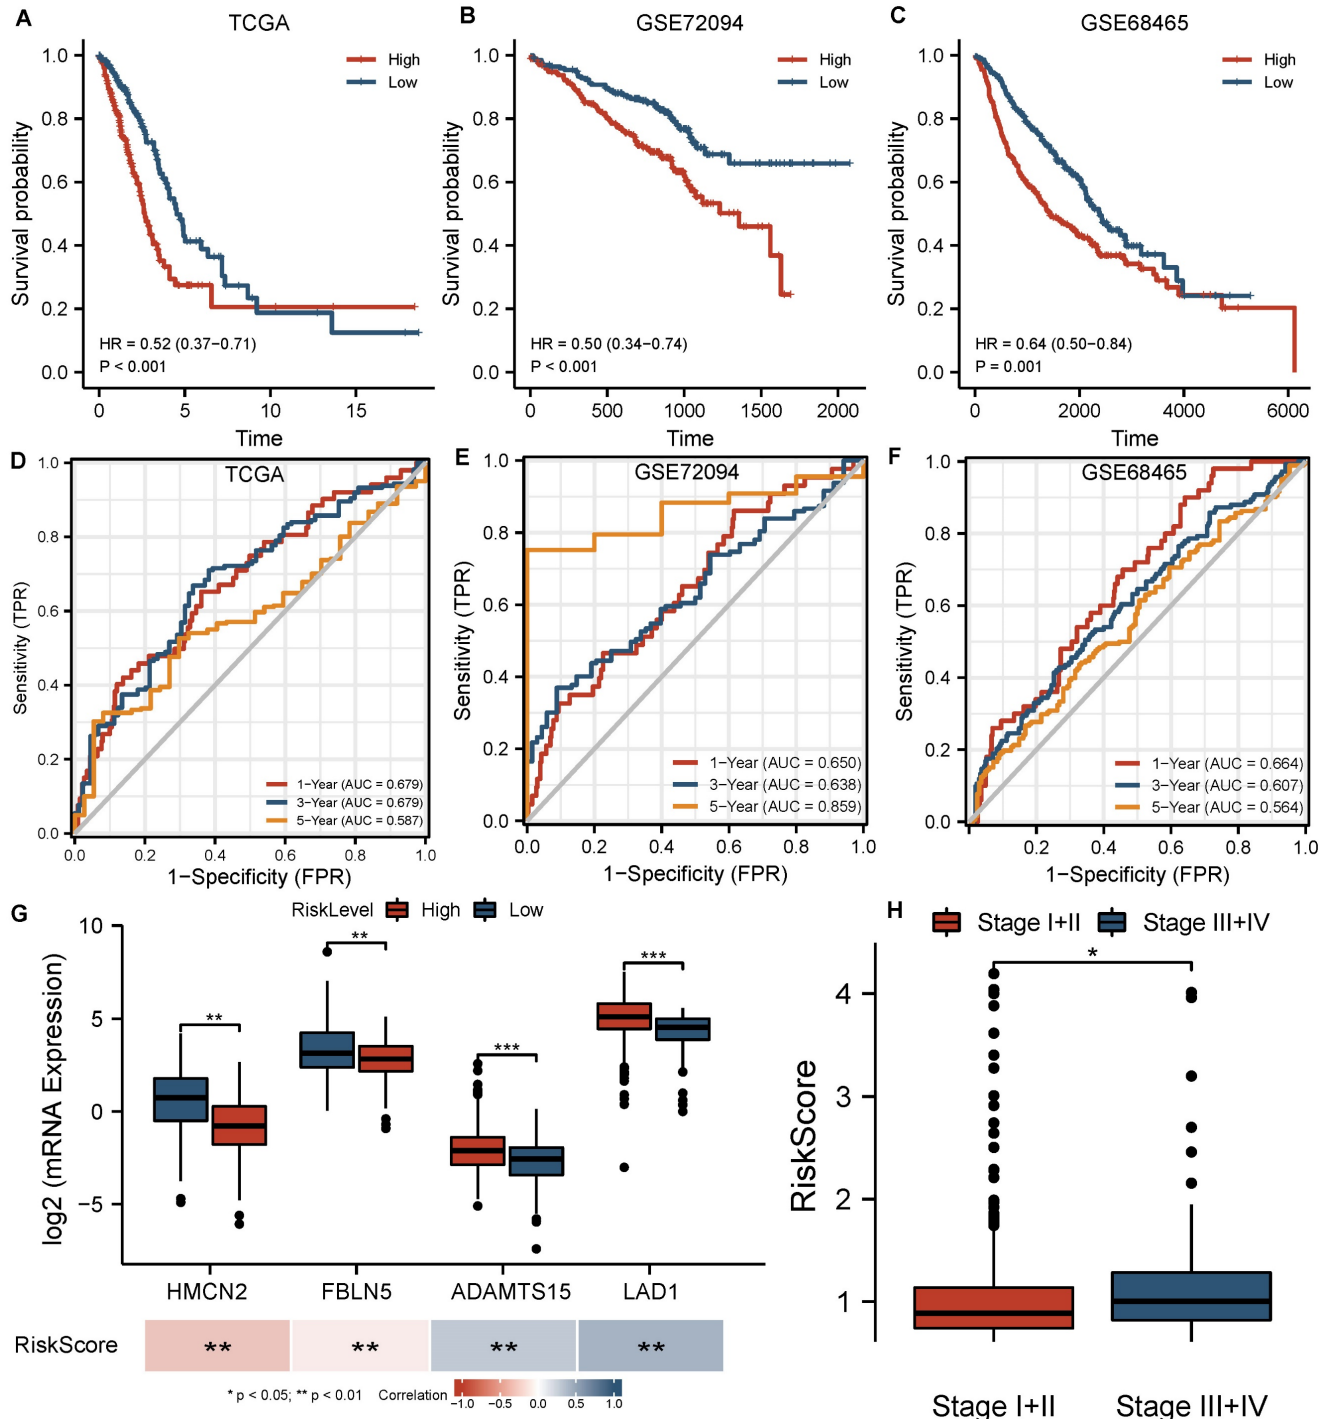 A
TCGA
High
Low
Survival probability
1.0
0.8
0.6
0.4
0.2
0.0
HR = 0.52 (0.37−0.71)
P < 0.001
0 5 10 15
Time
B
GSE72094
High
Low
Survival probability
1.0
0.8
0.6
0.4
0.2
0.0
HR = 0.50 (0.34−0.74)
P < 0.001
0 500 1000 1500 2000
Time
C
GSE68465
High
Low
Survival probability
1.0
0.8
0.6
0.4
0.2
0.0
HR = 0.64 (0.50−0.84)
P = 0.001
0 2000 4000 6000
Time
D
TCGA
Sensitivity (TPR)
1.0
0.8
0.6
0.4
0.2
0.0
1−Year (AUC = 0.679)
3−Year (AUC = 0.679)
5−Year (AUC = 0.587)
0.0 0.2 0.4 0.6 0.8 1.0
1−Specificity (FPR)
E
GSE72094
Sensitivity (TPR)
1.0
0.8
0.6
0.4
0.2
0.0
1−Year (AUC = 0.650)
3−Year (AUC = 0.638)
5−Year (AUC = 0.859)
0.0 0.2 0.4 0.6 0.8 1.0
1−Specificity (FPR)
F
GSE68465
Sensitivity (TPR)
1.0
0.8
0.6
0.4
0.2
0.0
1−Year (AUC = 0.664)
3−Year (AUC = 0.607)
5−Year (AUC = 0.564)
0.2 0.4 0.6 0.8 1.0
1−Specificity (FPR)
G
RiskLevel High Low
log2 (mRNA Expression)
10
5
0
−5
**
**
***
***
HMCN2 FBLN5 ADAMTS15 LAD1
RiskScore ** ** ** **
* p < 0.05; ** p < 0.01 Correlation
−1.0 −0.5 0.0 0.5 1.0
H
Stage I+II Stage III+IV
*
RiskScore
4
3
2
1
Stage I+II Stage III+IV